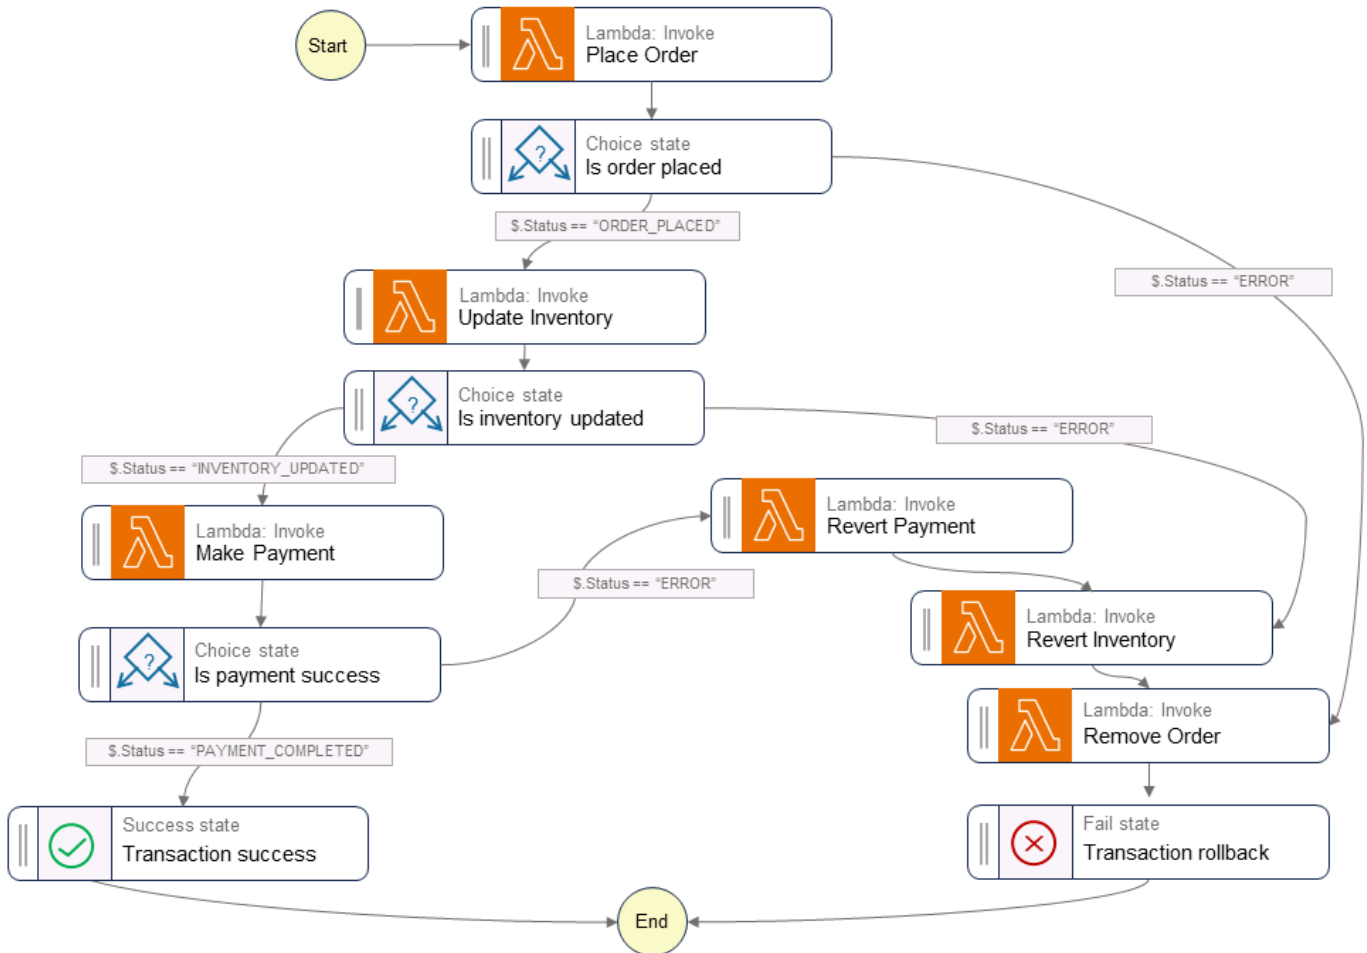 Start
Lambda: Invoke
Place Order
Choice state
Is order placed
$.Status == “ORDER_PLACED”
$.Status == “ERROR”
Lambda: Invoke
Update Inventory
Choice state
Is inventory updated
$.Status == “ERROR”
$.Status == “INVENTORY_UPDATED”
Lambda: Invoke
Make Payment
Lambda: Invoke
Revert Payment
$.Status == “ERROR”
Lambda: Invoke
Revert Inventory
Choice state
Is payment success
Lambda: Invoke
Remove Order
$.Status == “PAYMENT_COMPLETED”
Success state
Transaction success
Fail state
Transaction rollback
End